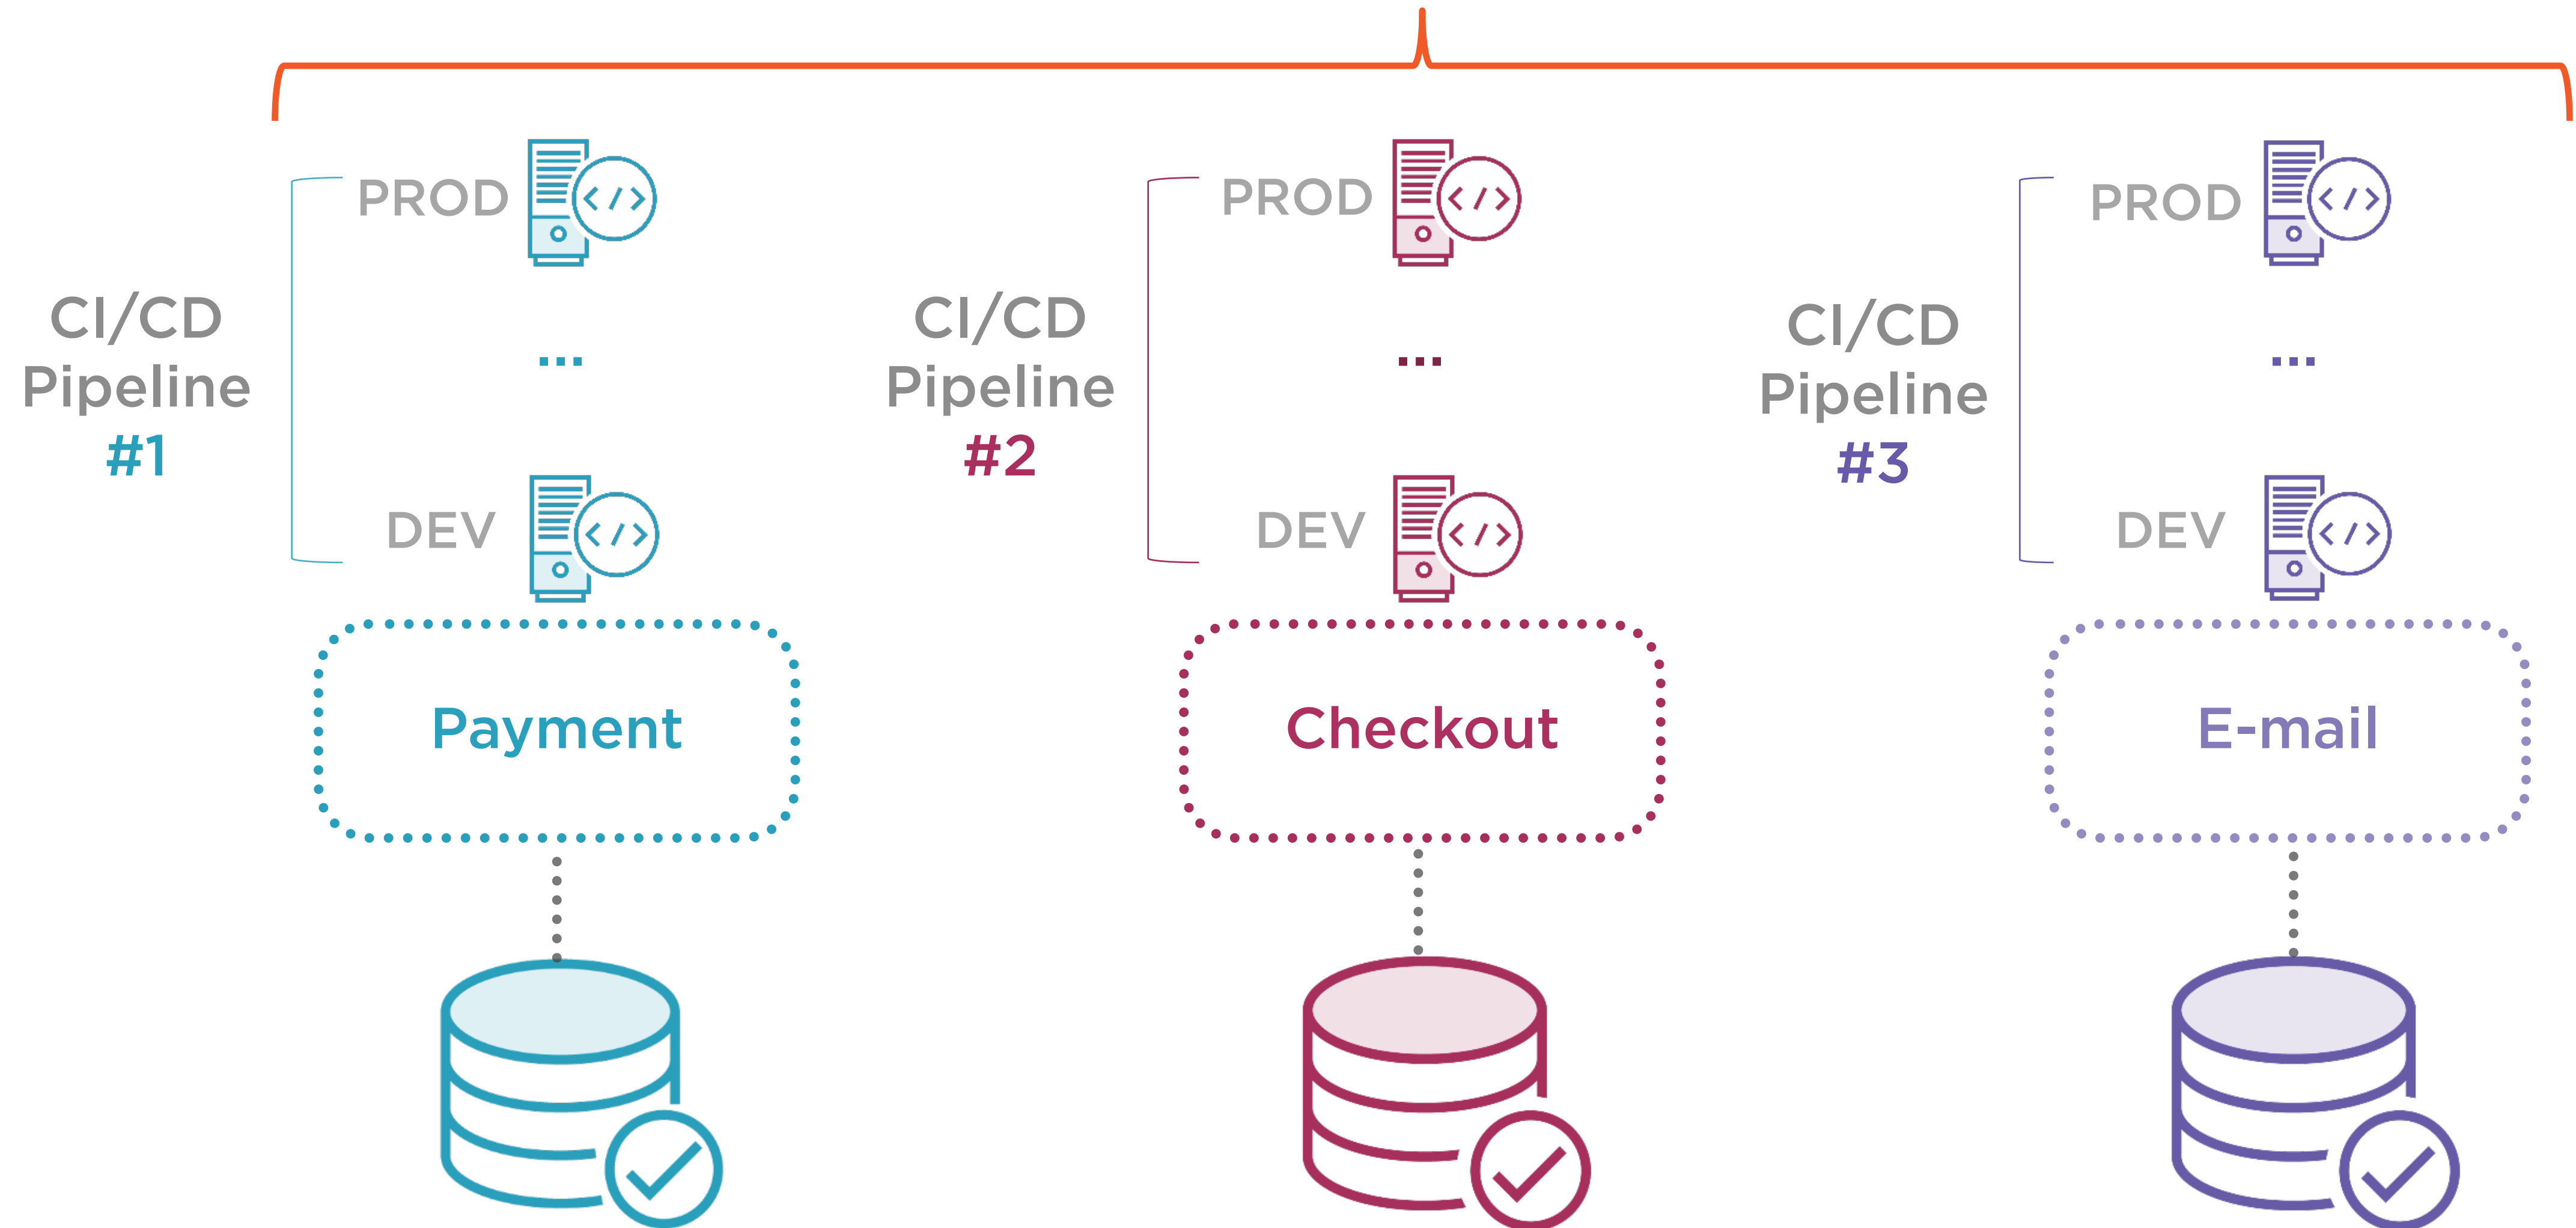 PROD
CI/CD
Pipeline
#1
...
DEV
Payment
PROD
CI/CD
Pipeline
#2
...
DEV
Checkout
PROD
CI/CD
Pipeline
#3
...
DEV
E-mail